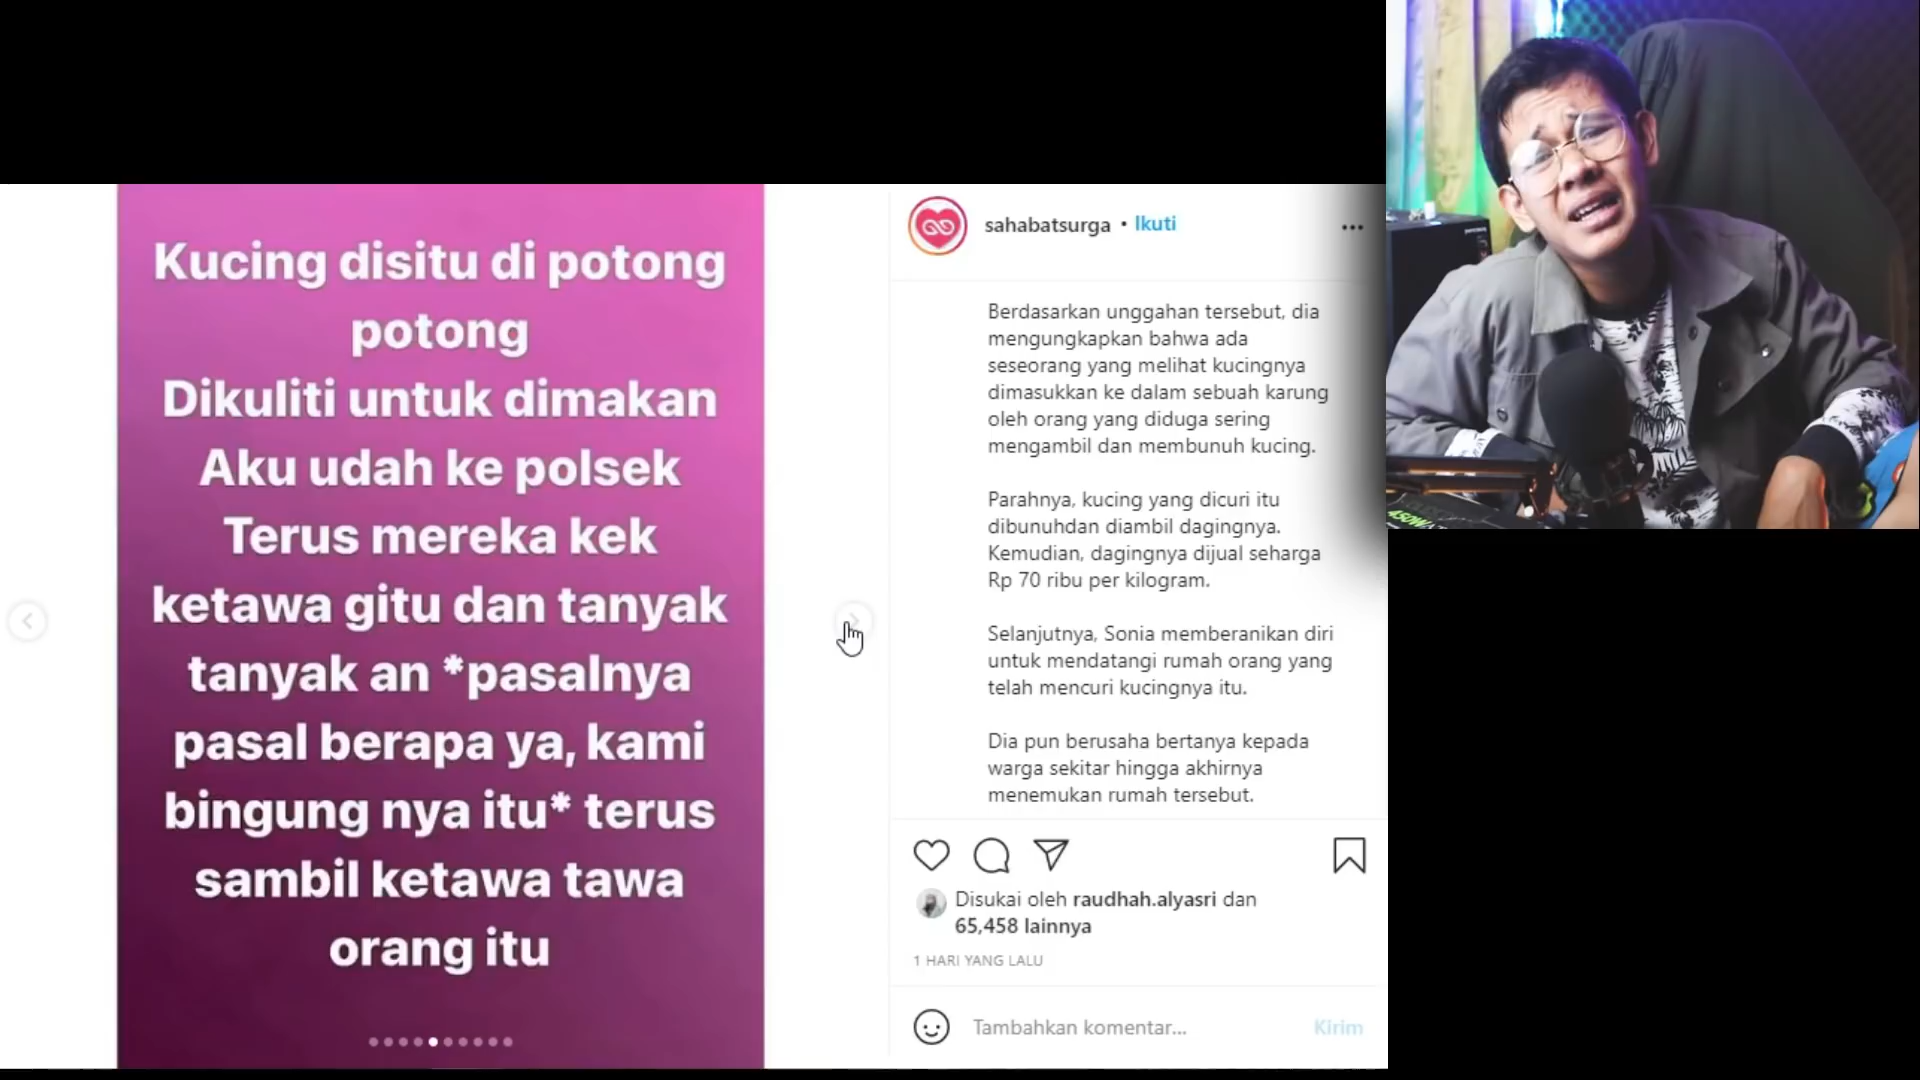 Kucing disitu di potong
potong
Dikuliti untuk dimakan
Aku udah ke polsek
Terus mereka kek
ketawa gitu dan tanyak
tanyak an *pasalnya
pasal berapa ya, kami
bingung nya itu* terus
sambil ketawa tawa
orang itu
sahabatsurga • Ikuti
Berdasarkan unggahan tersebut, dia
mengungkapkan bahwa ada
seseorang yang melihat kucingnya
dimasukkan ke dalam sebuah karung
oleh orang yang diduga sering
mengambil dan membunuh kucing.
Parahnya, kucing yang dicuri itu
dibunuhdan diambil dagingnya.
Kemudian, dagingnya dijual seharga
Rp 70 ribu per kilogram.
Selanjutnya, Sonia memberanikan diri
untuk mendatangi rumah orang yang
telah mencuri kucingnya itu.
Dia pun berusaha bertanya kepada
warga sekitar hingga akhirnya
menemukan rumah tersebut.
Disukai oleh raudhah.alyasri dan
65,458 lainnya
1 HARI YANG LALU
Tambahkan komentar... Kirim
450W